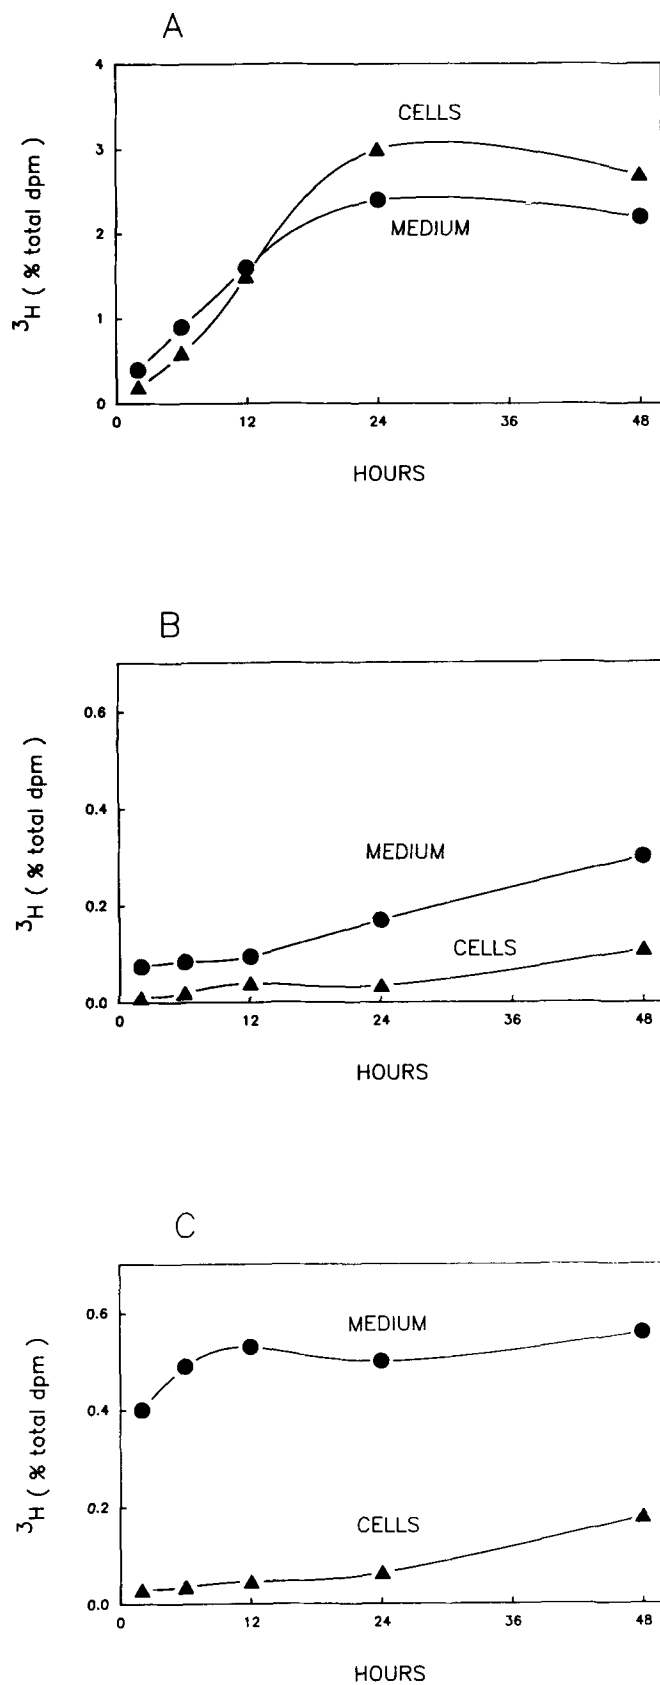 A
4
CELLS
3
MEDIUM
2
³H ( % total dpm )
1
0
0 12 24 36 48
HOURS
B
0.6
0.4
MEDIUM
³H ( % total dpm )
0.2
CELLS
0.0
0 12 24 36 48
HOURS
C
0.6
MEDIUM
0.4
³H ( % total dpm )
0.2
CELLS
0.0
0 12 24 36 48
HOURS